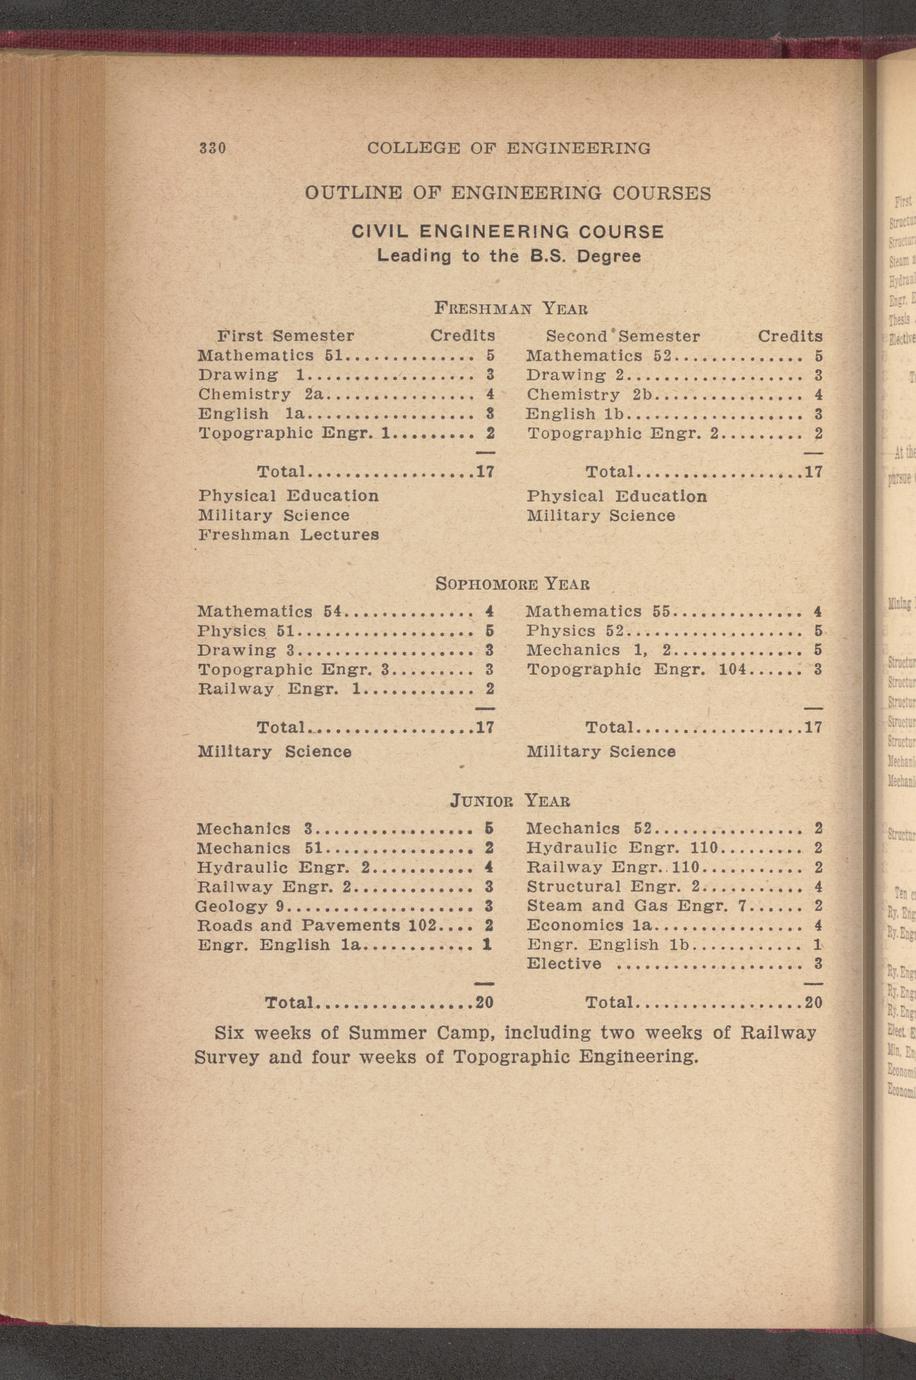 330 COLLEGE OF ENGINEERING
OUTLINE OF ENGINEERING COURSES
CIVIL ENGINEERING COURSE
Leading to the B.S. Degree
FRESHMAN YEAR
First Semester Credits Second Semester Credits
Mathematics 51.............. 5 Mathematics 52.............. 5
Drawing 1.................. 3 Drawing 2................... 3
Chemistry 2a................ 4 Chemistry 2b................ 4
English 1a.................. 3 English 1b................... 3
Topographic Engr. 1......... 2 Topographic Engr. 2......... 2
Total..................17 Total..................17
Physical Education Physical Education
Military Science Military Science
Freshman Lectures
SOPHOMORE YEAR
Mathematics 54.............. 4 Mathematics 55.............. 4
Physics 51................... 5 Physics 52................... 5
Drawing 3................... 3 Mechanics 1, 2.............. 5
Topographic Engr. 3......... 3 Topographic Engr. 104...... 3
Railway Engr. 1............ 2
Total..................17 Total..................17
Military Science Military Science
JUNIOR YEAR
Mechanics 3................. 5 Mechanics 52................ 2
Mechanics 51................ 2 Hydraulic Engr. 110......... 2
Hydraulic Engr. 2........... 4 Railway Engr. 110........... 2
Railway Engr. 2............. 3 Structural Engr. 2........... 4
Geology 9.................... 3 Steam and Gas Engr. 7...... 2
Roads and Pavements 102.... 2 Economics 1a................ 4
Engr. English 1a............ 1 Engr. English 1b............ 1
Elective .................... 3
Total.................20 Total..................20
Six weeks of Summer Camp, including two weeks of Railway
Survey and four weeks of Topographic Engineering.
First
Thesis
At the
Mining
Ten